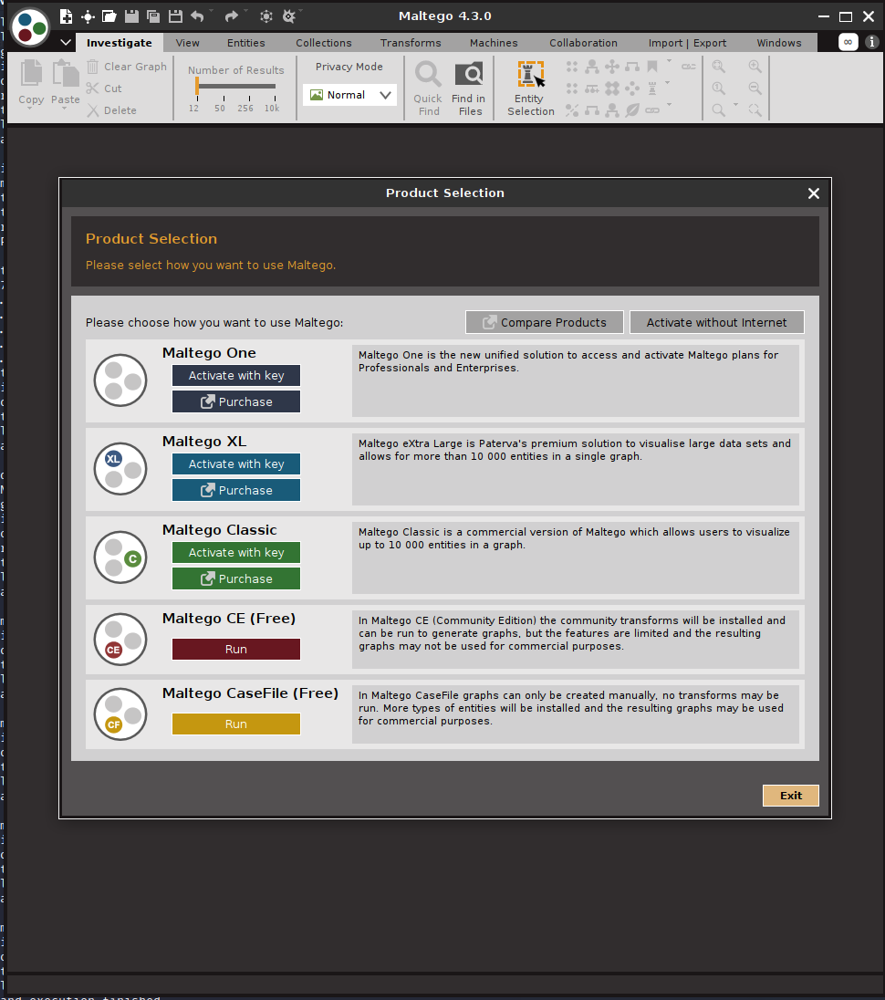 Maltego 4.3.0
Investigate View Entities Collections Transforms Machines Collaboration Import | Export Windows
Copy
Paste
Clear Graph
Cut
Delete
Number of Results
12 50 256 10k
Privacy Mode
Normal
Quick
Find
Find in
Files
Entity
Selection
Product Selection
Product Selection
Please select how you want to use Maltego.
Please choose how you want to use Maltego:
Compare Products
Activate without Internet
Maltego One
Activate with key
Purchase
Maltego One is the new unified solution to access and activate Maltego plans for
Professionals and Enterprises.
XL
Maltego XL
Activate with key
Purchase
Maltego eXtra Large is Paterva's premium solution to visualise large data sets and
allows for more than 10 000 entities in a single graph.
C
Maltego Classic
Activate with key
Purchase
Maltego Classic is a commercial version of Maltego which allows users to visualize
up to 10 000 entities in a graph.
CE
Maltego CE (Free)
Run
In Maltego CE (Community Edition) the community transforms will be installed and
can be run to generate graphs, but the features are limited and the resulting
graphs may not be used for commercial purposes.
CF
Maltego CaseFile (Free)
Run
In Maltego CaseFile graphs can only be created manually, no transforms may be
run. More types of entities will be installed and the resulting graphs may be used
for commercial purposes.
Exit
and execution finished